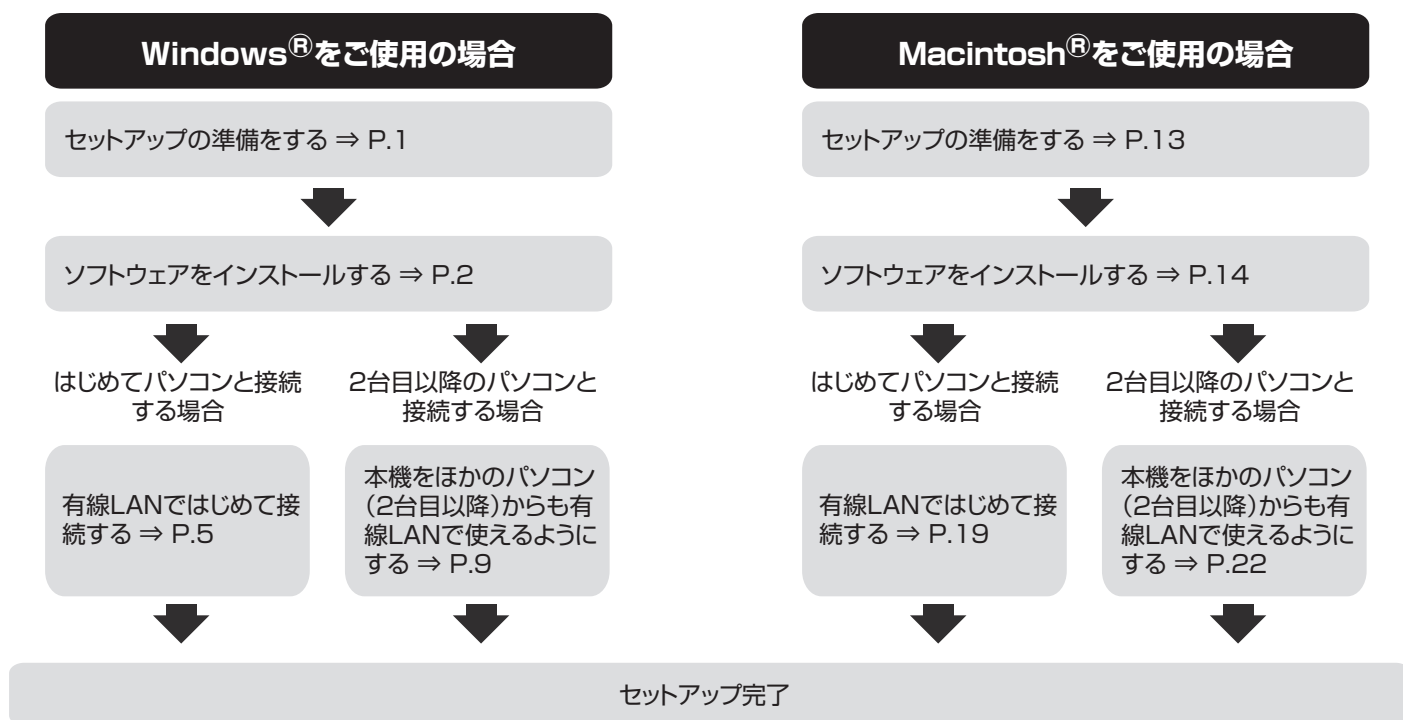 Windows®をご使用の場合
セットアップの準備をする ⇒ P.1
ソフトウェアをインストールする ⇒ P.2
はじめてパソコンと接続
する場合
2台目以降のパソコンと
接続する場合
有線LANではじめて接
続する ⇒ P.5
本機をほかのパソコン
(2台目以降)からも有
線LANで使えるように
する ⇒ P.9
Macintosh®をご使用の場合
セットアップの準備をする ⇒ P.13
ソフトウェアをインストールする ⇒ P.14
はじめてパソコンと接続
する場合
2台目以降のパソコンと
接続する場合
有線LANではじめて接
続する ⇒ P.19
本機をほかのパソコン
(2台目以降)からも有
線LANで使えるように
する ⇒ P.22
セットアップ完了